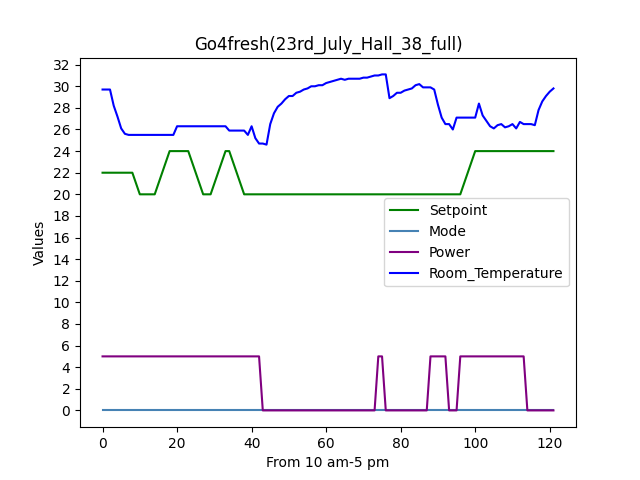 Go4fresh(23rd_July_Hall_38_full)
Values
32
30
28
26
24
22
20
18
16
14
12
10
8
6
4
2
0
Setpoint
Mode
Power
Room_Temperature
0 20 40 60 80 100 120
From 10 am-5 pm